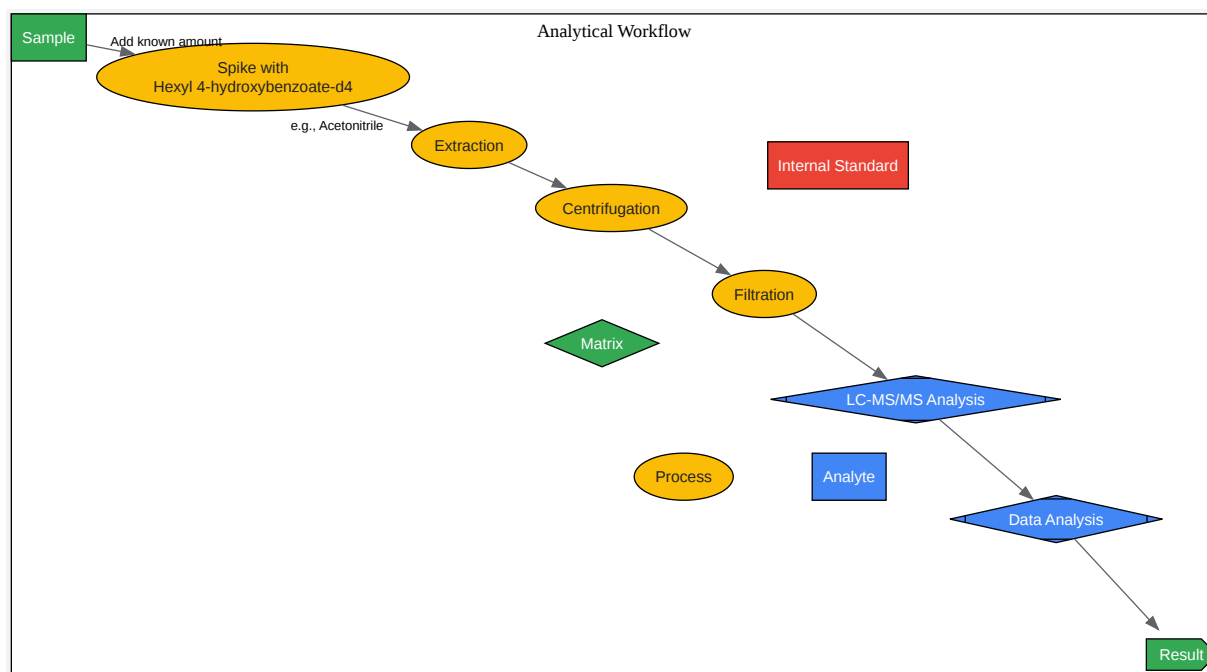 Analytical Workflow
Sample
Add known amount
Spike with
Hexyl 4-hydroxybenzoate-d4
e.g., Acetonitrile
Extraction
Internal Standard
Centrifugation
Filtration
Matrix
LC-MS/MS Analysis
Process
Analyte
Data Analysis
Result